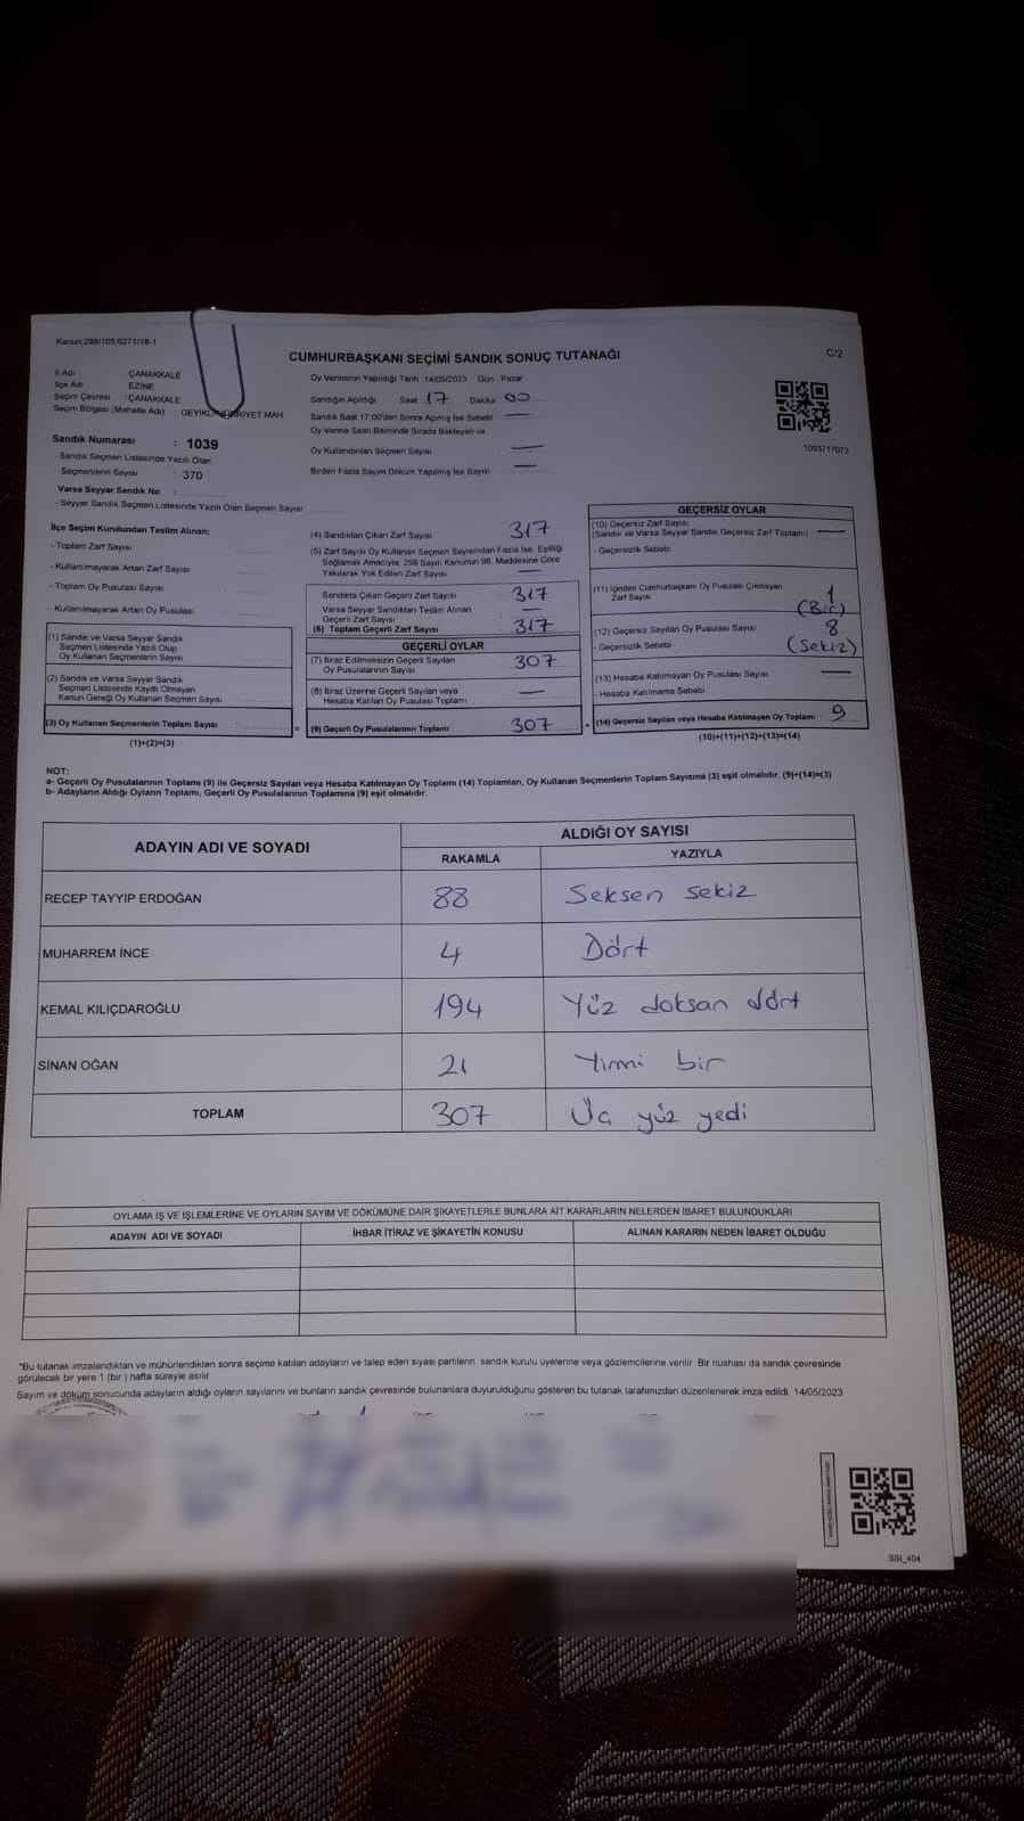 Kanun:298/105,6271/18-1
CUMHURBAŞKANI SEÇİMİ SANDIK SONUÇ TUTANAĞI
C/2
İl Adı : ÇANAKKALE
İlçe Adı : EZİNE
Seçim Çevresi : ÇANAKKALE
Seçim Bölgesi (Mahalle Adı) : MAH
Sandık Numarası : 1039
Sandık Seçmen Listesinde Yazılı Olan
Seçmenlerin Sayısı 370
Varsa Seyyar Sandık No :
- Seyyar Sandık Seçmen Listesinde Yazılı Olan Seçmen Sayısı
Oy Vermenin Yapıldığı Tarih :14/05/2023 Gün : Pazar
Sandığın Açıldığı Saat 17 Dakika 00
Sandık Saat 17:00'den Sonra Açılmış İse Sebebi —
Oy Verme Saati Bitiminde Sırada Bekleyen ve
Oy Kullandırılan Seçmen Sayısı —
Birden Fazla Sayım Döküm Yapılmış İse Sayısı —
İlçe Seçim Kurulundan Teslim Alınan:
- Toplam Zarf Sayısı
- Kullanılmayarak Artan Zarf Sayısı
- Toplam Oy Pusulası Sayısı
- Kullanılmayarak Artan Oy Pusulası
(1) Sandık ve Varsa Seyyar Sandık
Seçmen Listesinde Yazılı Olup
Oy Kullanan Seçmenlerin Sayısı
(2) Sandık ve Varsa Seyyar Sandık
Seçmen Listesinde Kayıtlı Olmayan
Kanun Gereği Oy Kullanan Seçmen Sayısı
(3) Oy Kullanan Seçmenlerin Toplam Sayısı
(1)+(2)=(3)
(4) Sandıktan Çıkan Zarf Sayısı 317
(5) Zarf Sayısı Oy Kullanan Seçmen Sayısından Fazla İse, Eşitliği
Sağlamak Amacıyla; 298 Sayılı Kanunun 98. Maddesine Göre
Yakılarak Yok Edilen Zarf Sayısı —
Sandıkta Çıkan Geçerli Zarf Sayısı 317
Varsa Seyyar Sandıktan Teslim Alınan
Geçerli Zarf Sayısı —
(6) Toplam Geçerli Zarf Sayısı 317
GEÇERLİ OYLAR
(7) İtiraz Edilmeksizin Geçerli Sayılan
Oy Pusulalarının Sayısı 307
(8) İtiraz Üzerine Geçerli Sayılan veya
Hesaba Katılan Oy Pusulası Toplamı —
(9) Geçerli Oy Pusulalarının Toplamı 307
GEÇERSİZ OYLAR
(10) Geçersiz Zarf Sayısı
(Sandık ve Varsa Seyyar Sandık Geçersiz Zarf Toplamı) —
- Geçersizlik Sebebi
(11) İçinden Cumhurbaşkanı Oy Pusulası Çıkmayan
Zarf Sayısı 1 (Bir)
(12) Geçersiz Sayılan Oy Pusulası Sayısı 8
- Geçersizlik Sebebi (Sekiz)
(13) Hesaba Katılmayan Oy Pusulası Sayısı —
- Hesaba Katılmama Sebebi
(14) Geçersiz Sayılan veya Hesaba Katılmayan Oy Toplamı 9
(10)+(11)+(12)+(13)=(14)
NOT:
a- Geçerli Oy Pusulalarının Toplamı (9) ile Geçersiz Sayılan veya Hesaba Katılmayan Oy Toplamı (14) Toplamları, Oy Kullanan Seçmenlerin Toplam Sayısına (3) eşit olmalıdır. (9)+(14)=(3)
b- Adayların Aldığı Oyların Toplamı, Geçerli Oy Pusulalarının Toplamına (9) eşit olmalıdır.
ADAYIN ADI VE SOYADI
ALDIĞI OY SAYISI
RAKAMLA YAZIYLA
RECEP TAYYİP ERDOĞAN 88 Seksen sekiz
MUHARREM İNCE 4 Dört
KEMAL KILIÇDAROĞLU 194 Yüz doksan dört
SİNAN OĞAN 21 Yirmi bir
TOPLAM 307 Üç yüz yedi
OYLAMA İŞ VE İŞLEMLERİNE VE OYLARIN SAYIM VE DÖKÜMÜNE DAİR ŞİKAYETLERLE BUNLARA AİT KARARLARIN NELERDEN İBARET BULUNDUKLARI
ADAYIN ADI VE SOYADI İHBAR İTİRAZ VE ŞİKAYETİN KONUSU ALINAN KARARIN NEDEN İBARET OLDUĞU
*Bu tutanak imzalandıktan ve mühürlendikten sonra seçime katılan adayların ve talep eden siyasi partilerin sandık kurulu üyelerine veya gözlemcilerine verilir. Bir nüshası da sandık çevresinde
görülecek bir yere 1 (bir ) hafta süreyle asılır
Sayım ve döküm sonucunda adayların aldığı oyların sayılarını ve bunların sandık çevresinde bulunanlara duyurulduğunu gösteren bu tutanak tarafımızdan düzenlenerek imza edildi. 14/05/2023